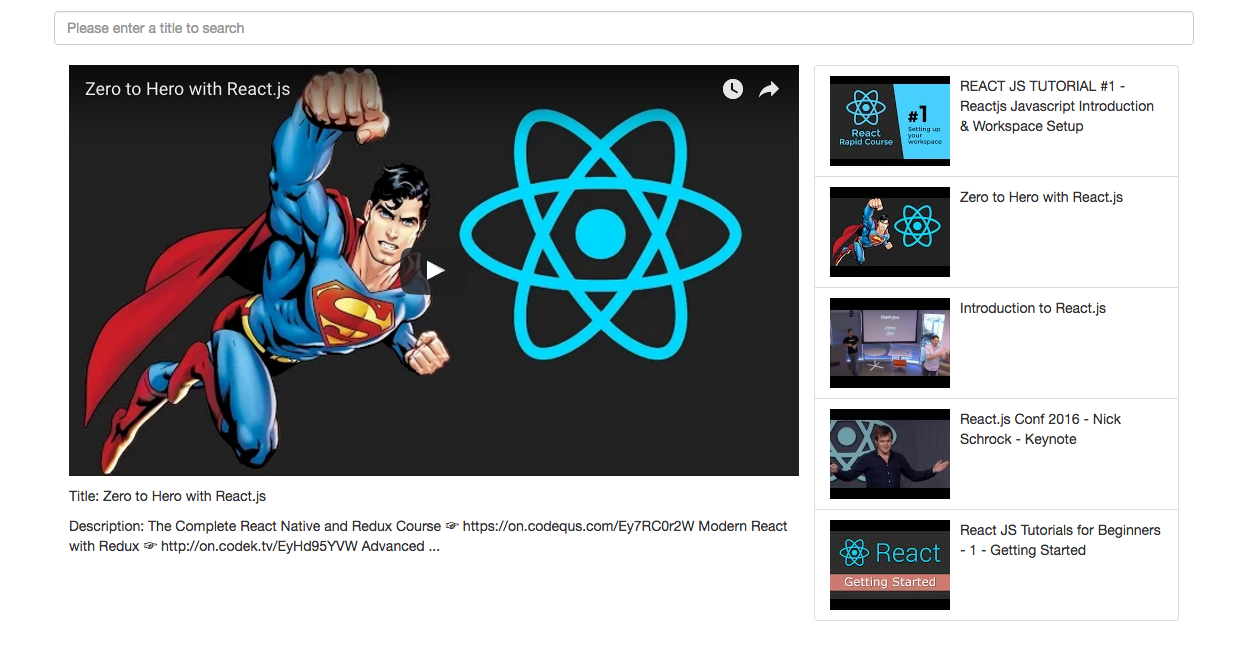 Please enter a title to search
Zero to Hero with React.js
Title: Zero to Hero with React.js
Description: The Complete React Native and Redux Course ☞ https://on.codequs.com/Ey7RC0r2W Modern React
with Redux ☞ http://on.codek.tv/EyHd95YVW Advanced ...
#1
Setting up
your
workspace
React
Rapid Course
REACT JS TUTORIAL #1 -
Reactjs Javascript Introduction
& Workspace Setup
Zero to Hero with React.js
thank you
Introduction to React.js
React.js Conf 2016 - Nick
Schrock - Keynote
React
Getting Started
React JS Tutorials for Beginners
- 1 - Getting Started